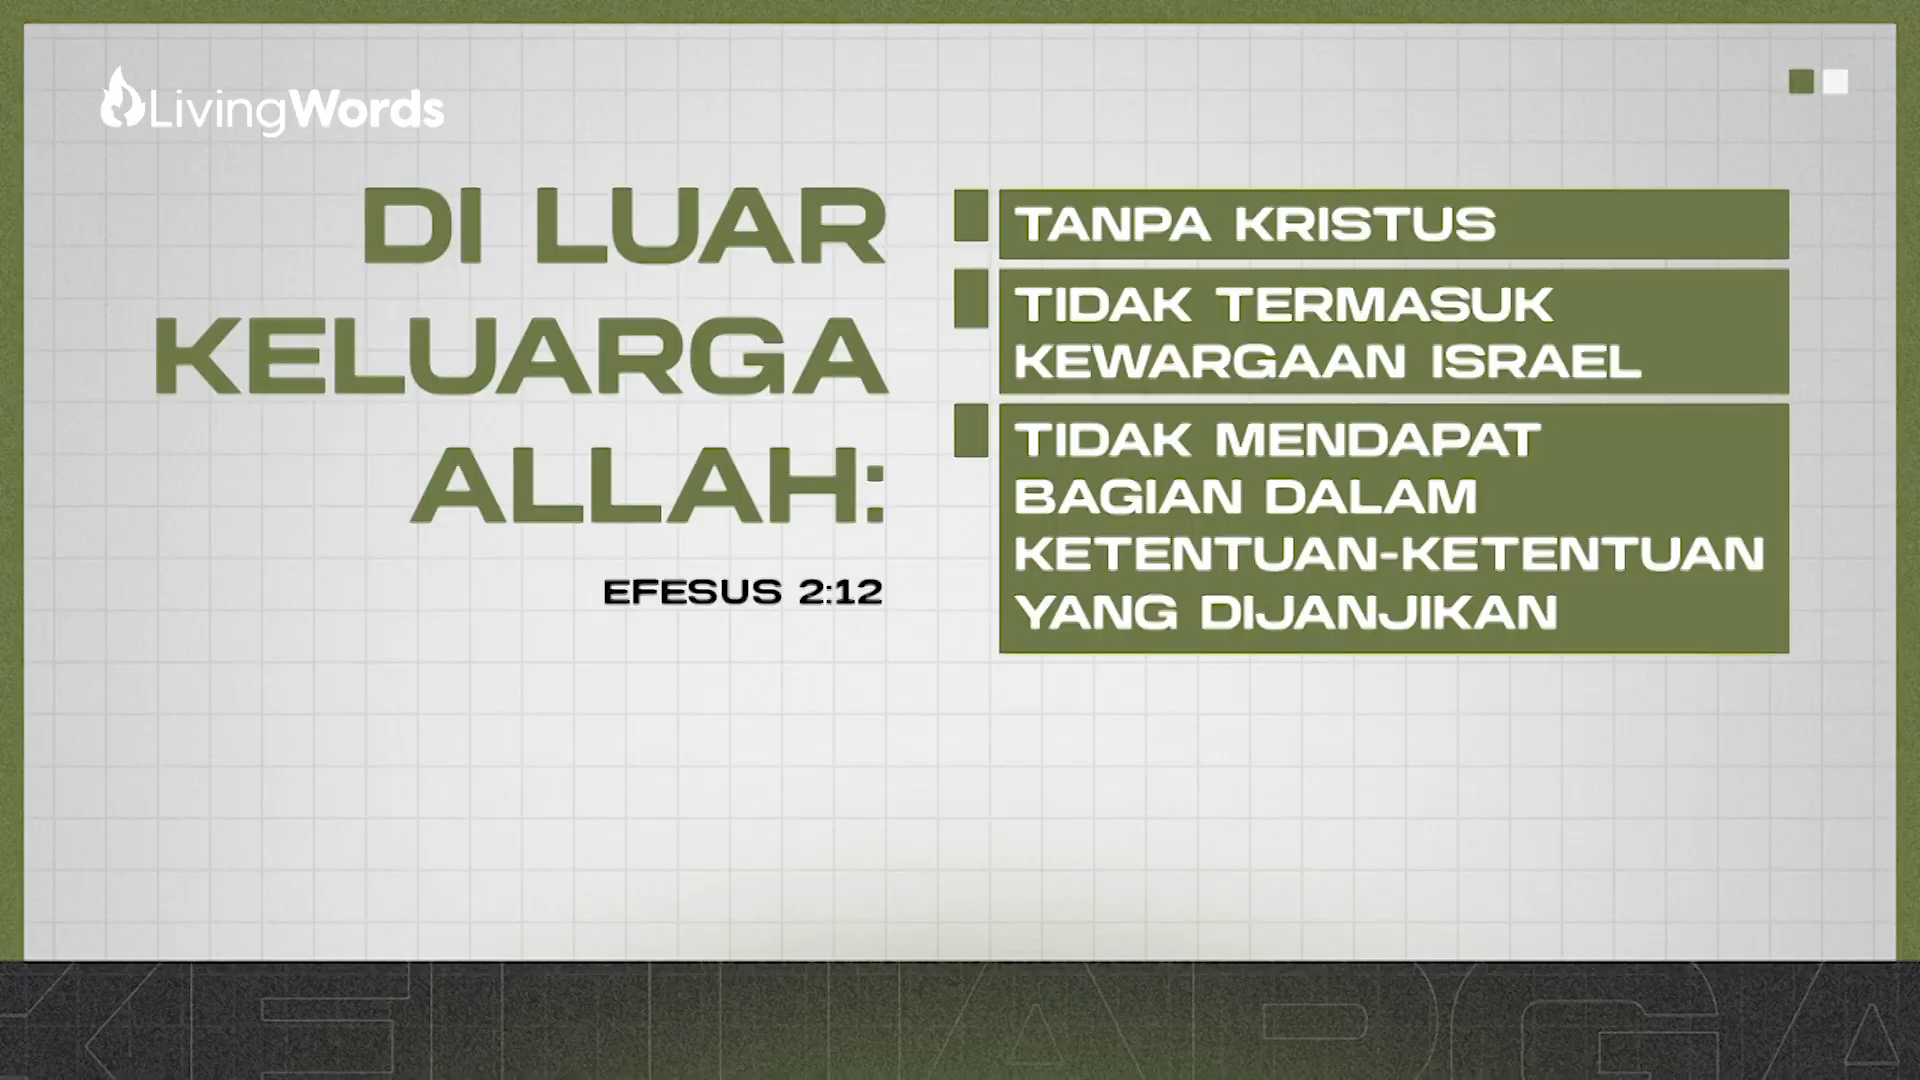 LivingWords
DI LUAR
KELUARGA
ALLAH:
EFESUS 2:12
TANPA KRISTUS
TIDAK TERMASUK
KEWARGAAN ISRAEL
TIDAK MENDAPAT
BAGIAN DALAM
KETENTUAN-KETENTUAN
YANG DIJANJIKAN
KELUARGA